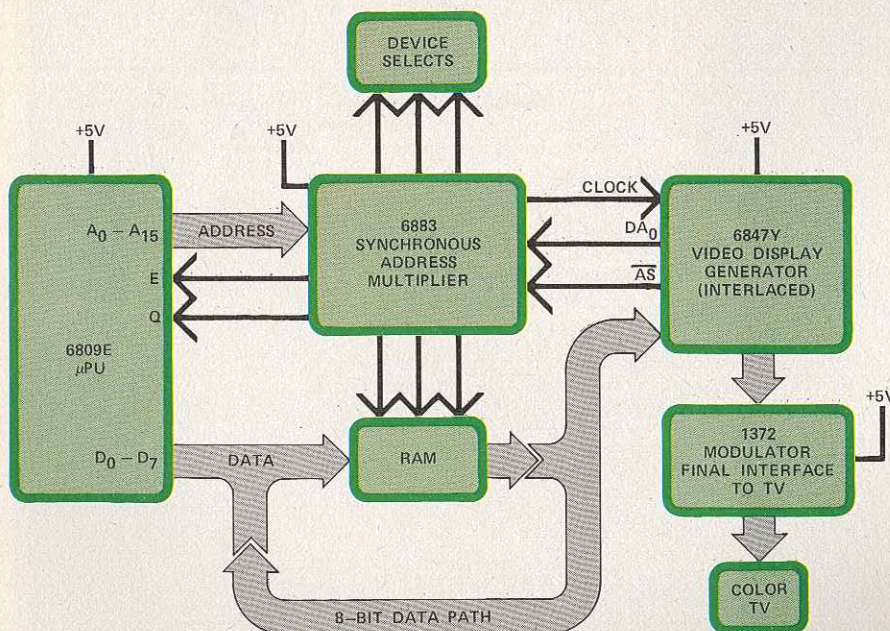 DEVICE
SELECTS
+5V
+5V
+5V
A0 – A15
ADDRESS
6883
SYNCHRONOUS
ADDRESS
MULTIPLIER
CLOCK
DA0
AS
6847Y
VIDEO DISPLAY
GENERATOR
(INTERLACED)
E
Q
6809E
μPU
+5V
D0 – D7
DATA
RAM
1372
MODULATOR
FINAL INTERFACE
TO TV
8–BIT DATA PATH
COLOR
TV